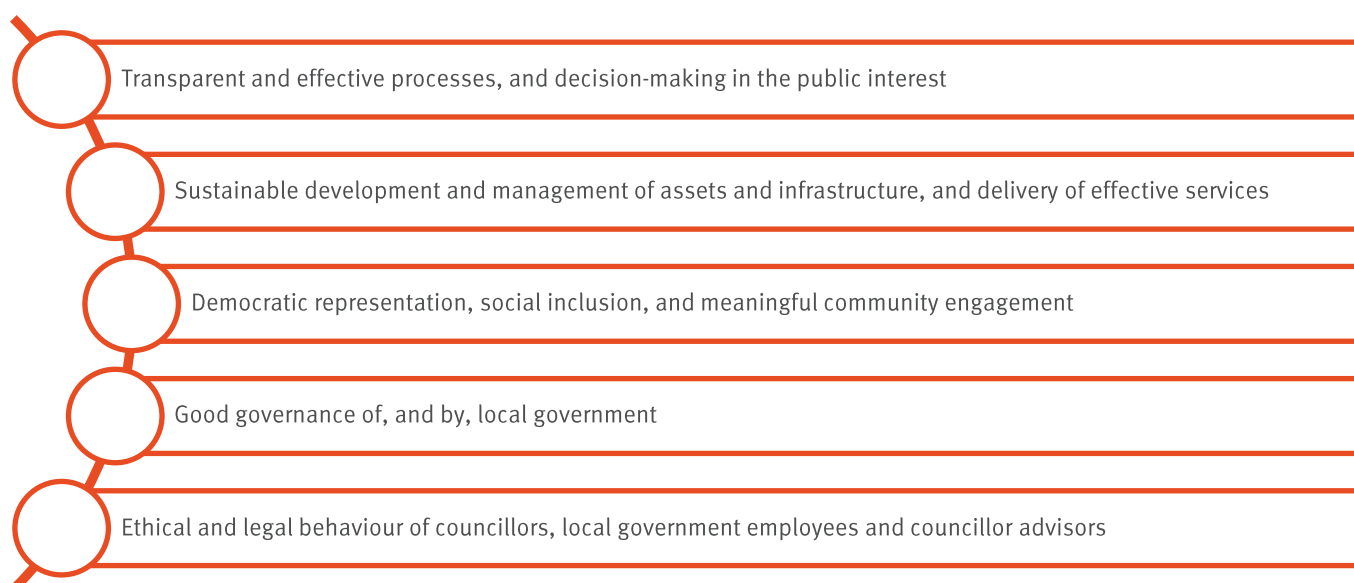 Transparent and effective processes, and decision-making in the public interest
Sustainable development and management of assets and infrastructure, and delivery of effective services
Democratic representation, social inclusion, and meaningful community engagement
Good governance of, and by, local government
Ethical and legal behaviour of councillors, local government employees and councillor advisors